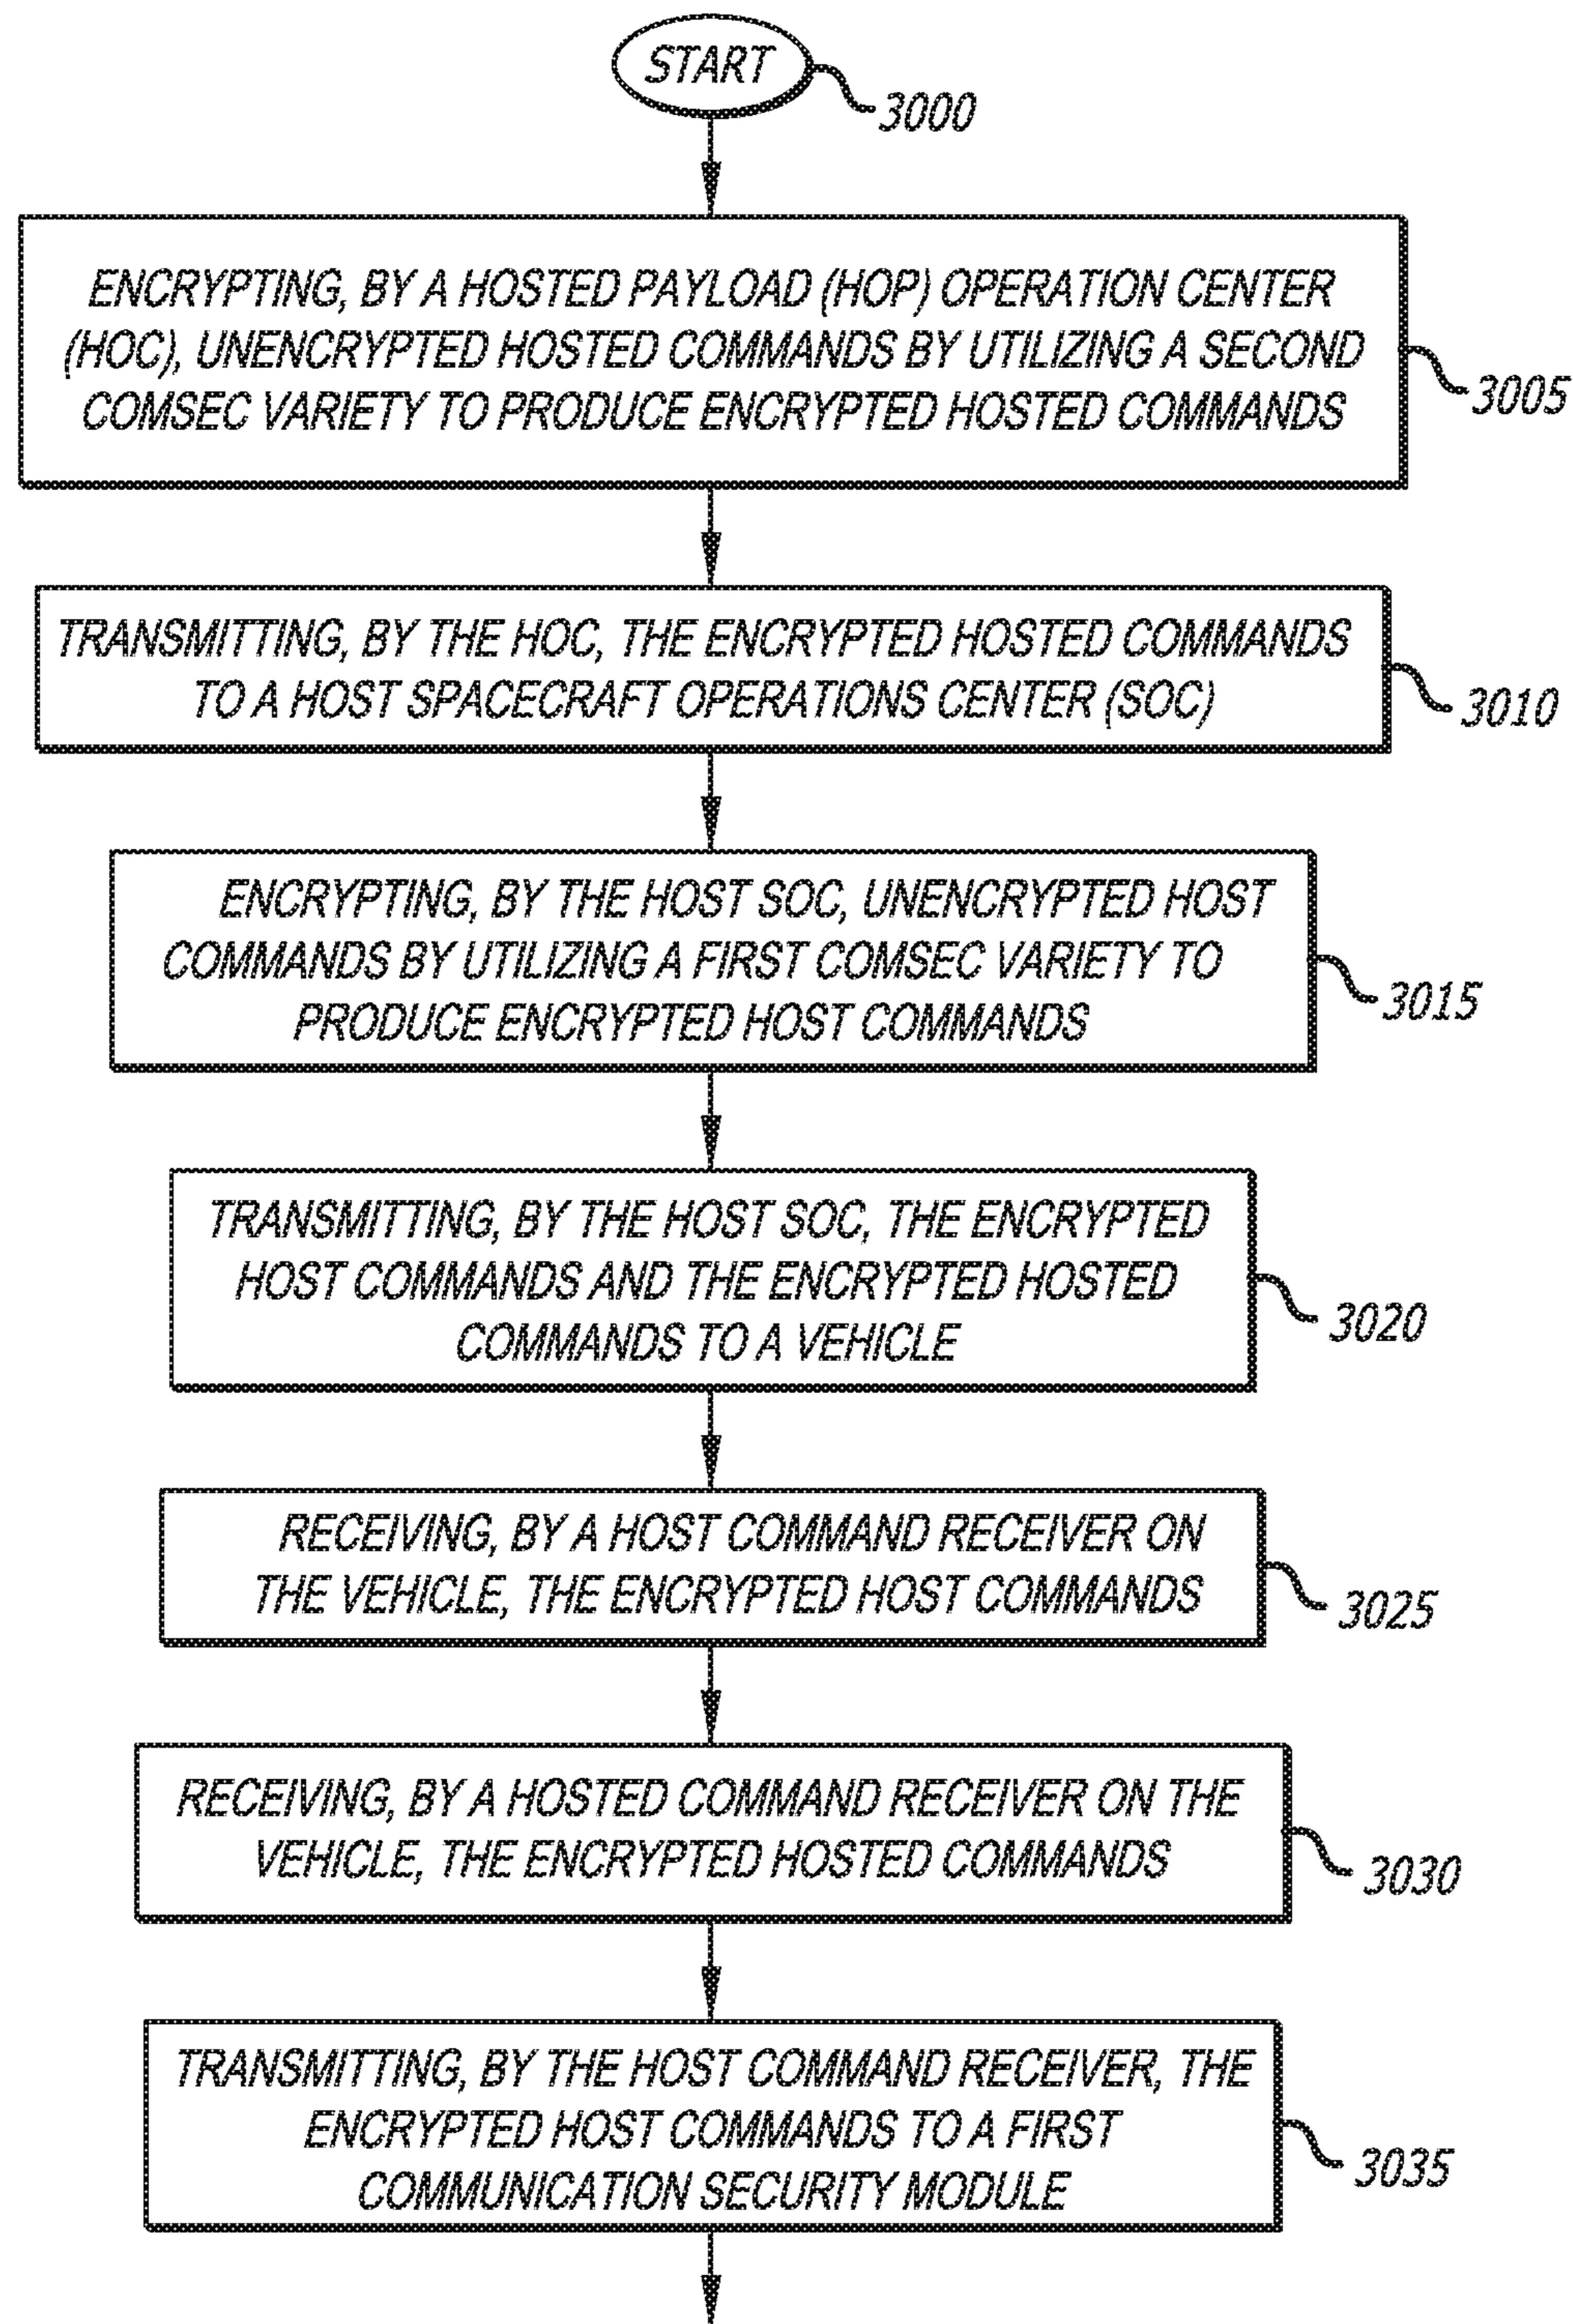 START
3000
ENCRYPTING, BY A HOSTED PAYLOAD (HOP) OPERATION CENTER
(HOC), UNENCRYPTED HOSTED COMMANDS BY UTILIZING A SECOND
COMSEC VARIETY TO PRODUCE ENCRYPTED HOSTED COMMANDS
3005
TRANSMITTING, BY THE HOC, THE ENCRYPTED HOSTED COMMANDS
TO A HOST SPACECRAFT OPERATIONS CENTER (SOC)
3010
ENCRYPTING, BY THE HOST SOC, UNENCRYPTED HOST
COMMANDS BY UTILIZING A FIRST COMSEC VARIETY TO
PRODUCE ENCRYPTED HOST COMMANDS
3015
TRANSMITTING, BY THE HOST SOC, THE ENCRYPTED
HOST COMMANDS AND THE ENCRYPTED HOSTED
COMMANDS TO A VEHICLE
3020
RECEIVING, BY A HOST COMMAND RECEIVER ON
THE VEHICLE, THE ENCRYPTED HOST COMMANDS
3025
RECEIVING, BY A HOSTED COMMAND RECEIVER ON THE
VEHICLE, THE ENCRYPTED HOSTED COMMANDS
3030
TRANSMITTING, BY THE HOST COMMAND RECEIVER, THE
ENCRYPTED HOST COMMANDS TO A FIRST
COMMUNICATION SECURITY MODULE
3035